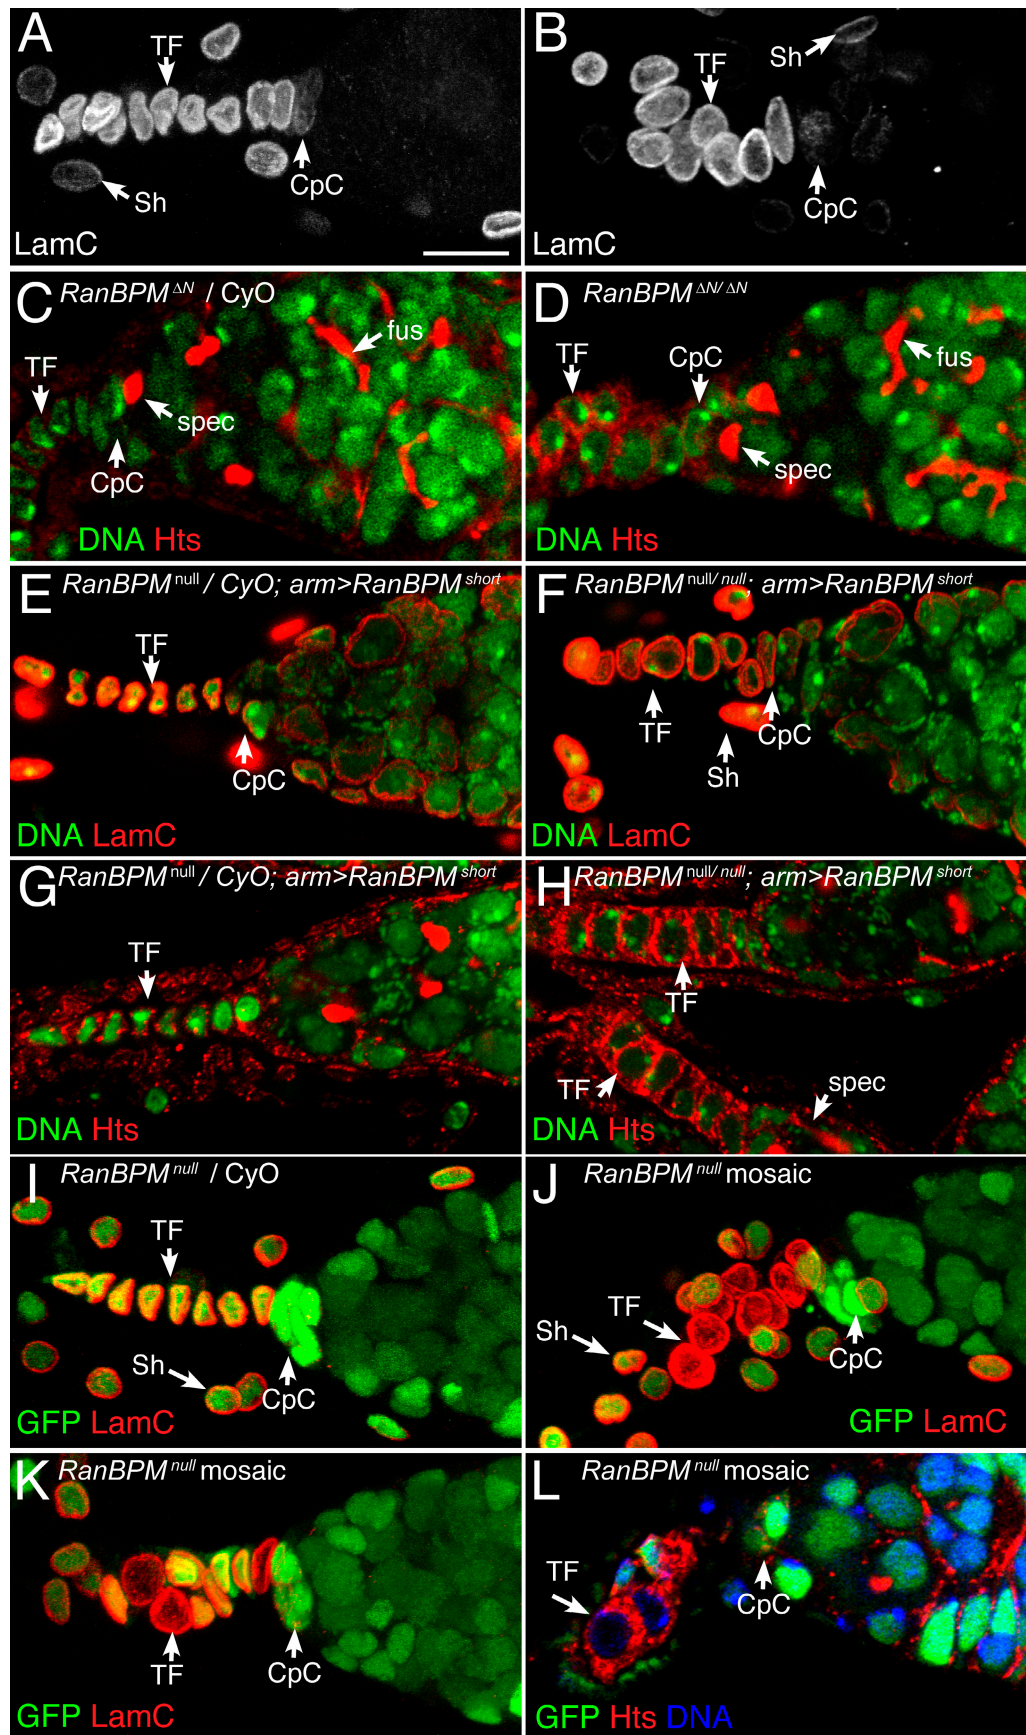 A
TF
Sh
CpC
LamC
B
Sh
TF
CpC
LamC
C RanBPM ΔN / CyO
TF
fus
spec
CpC
DNA Hts
D RanBPM ΔN/ ΔN
TF
CpC
fus
spec
DNA Hts
E RanBPM null / CyO; arm>RanBPM short
TF
CpC
DNA LamC
F RanBPM null/ null; arm>RanBPM short
TF
CpC
Sh
DNA LamC
G RanBPM null / CyO; arm>RanBPM short
TF
DNA Hts
H RanBPM null/ null; arm>RanBPM short
TF
TF
spec
DNA Hts
I RanBPM null / CyO
TF
Sh
CpC
GFP LamC
J RanBPM null mosaic
TF
Sh
CpC
GFP LamC
K RanBPM null mosaic
TF
CpC
GFP LamC
L RanBPM null mosaic
TF
CpC
GFP Hts DNA